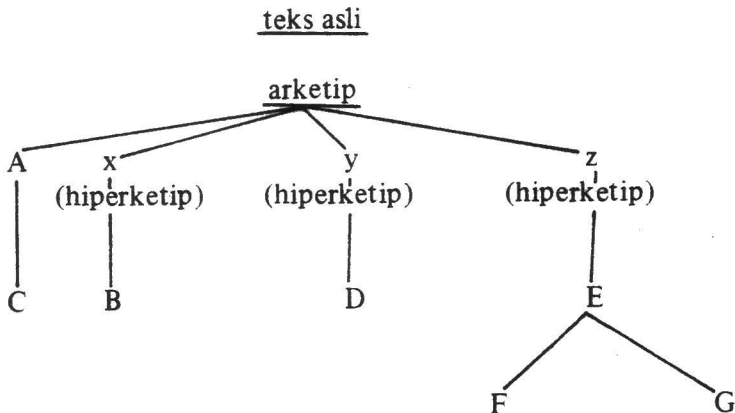 teks asli
arketip
A x y z
(hiperketip) (hiperketip) (hiperketip)
C B D E
F G